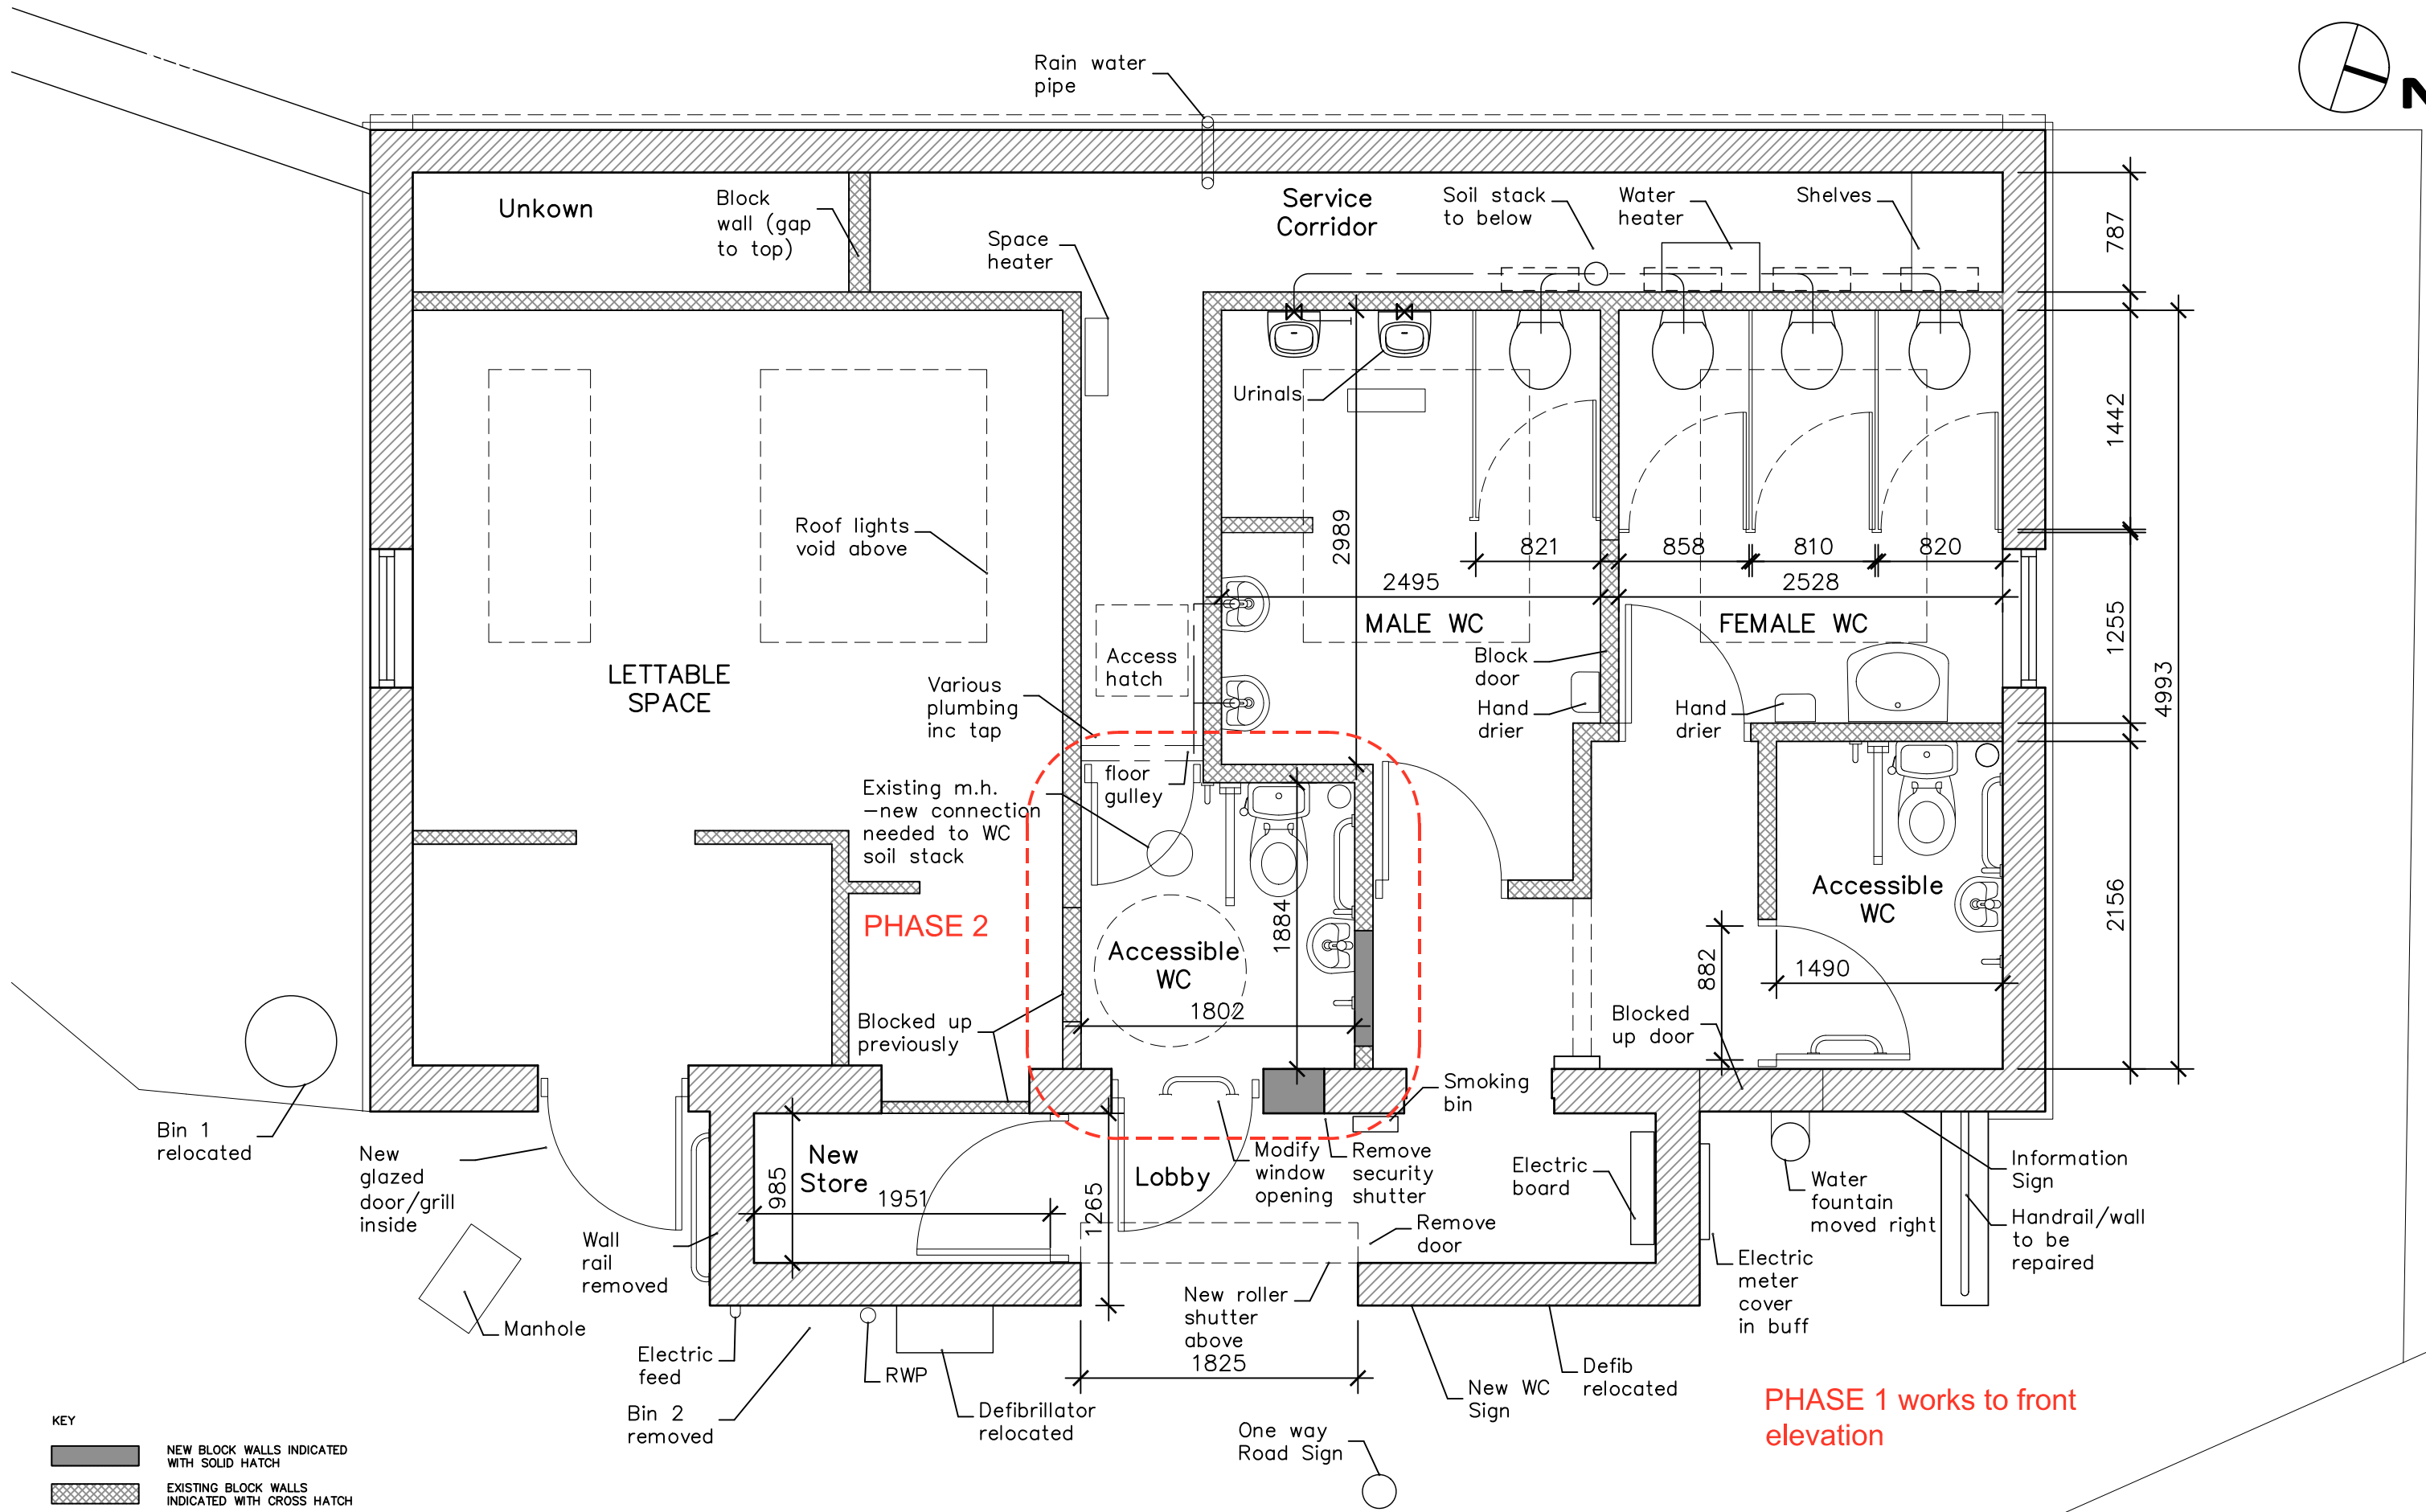 Rain water
pipe
N
Unkown
Block
wall (gap
to top)
Service
Corridor
Soil stack
to below
Water
heater
Shelves
Space
heater
787
Urinals
1442
Roof lights
void above
2989
821
858
810
820
2495
2528
MALE WC
FEMALE WC
1255
4993
LETTABLE
SPACE
Access
hatch
Block
door
Various
plumbing
inc tap
Hand
drier
Hand
drier
floor
gulley
Existing m.h.
-new connection
needed to WC
soil stack
PHASE 2
1884
Accessible
WC
2156
Accessible
WC
882
1490
1802
Blocked up
previously
Blocked
up door
Smoking
bin
Bin 1
relocated
New
glazed
door/grill
inside
New
Store
985
1951
1265
Lobby
Modify
window
opening
Remove
security
shutter
Electric
board
Information
Sign
Water
fountain
moved right
Handrail/wall
to be
repaired
Remove
door
Wall
rail
removed
Electric
meter
cover
in buff
New roller
shutter
above
1825
Manhole
Electric
feed
RWP
Defib
relocated
New WC
Sign
Bin 2
removed
Defibrillator
relocated
One way
Road Sign
PHASE 1 works to front
elevation
KEY
NEW BLOCK WALLS INDICATED
WITH SOLID HATCH
EXISTING BLOCK WALLS
INDICATED WITH CROSS HATCH